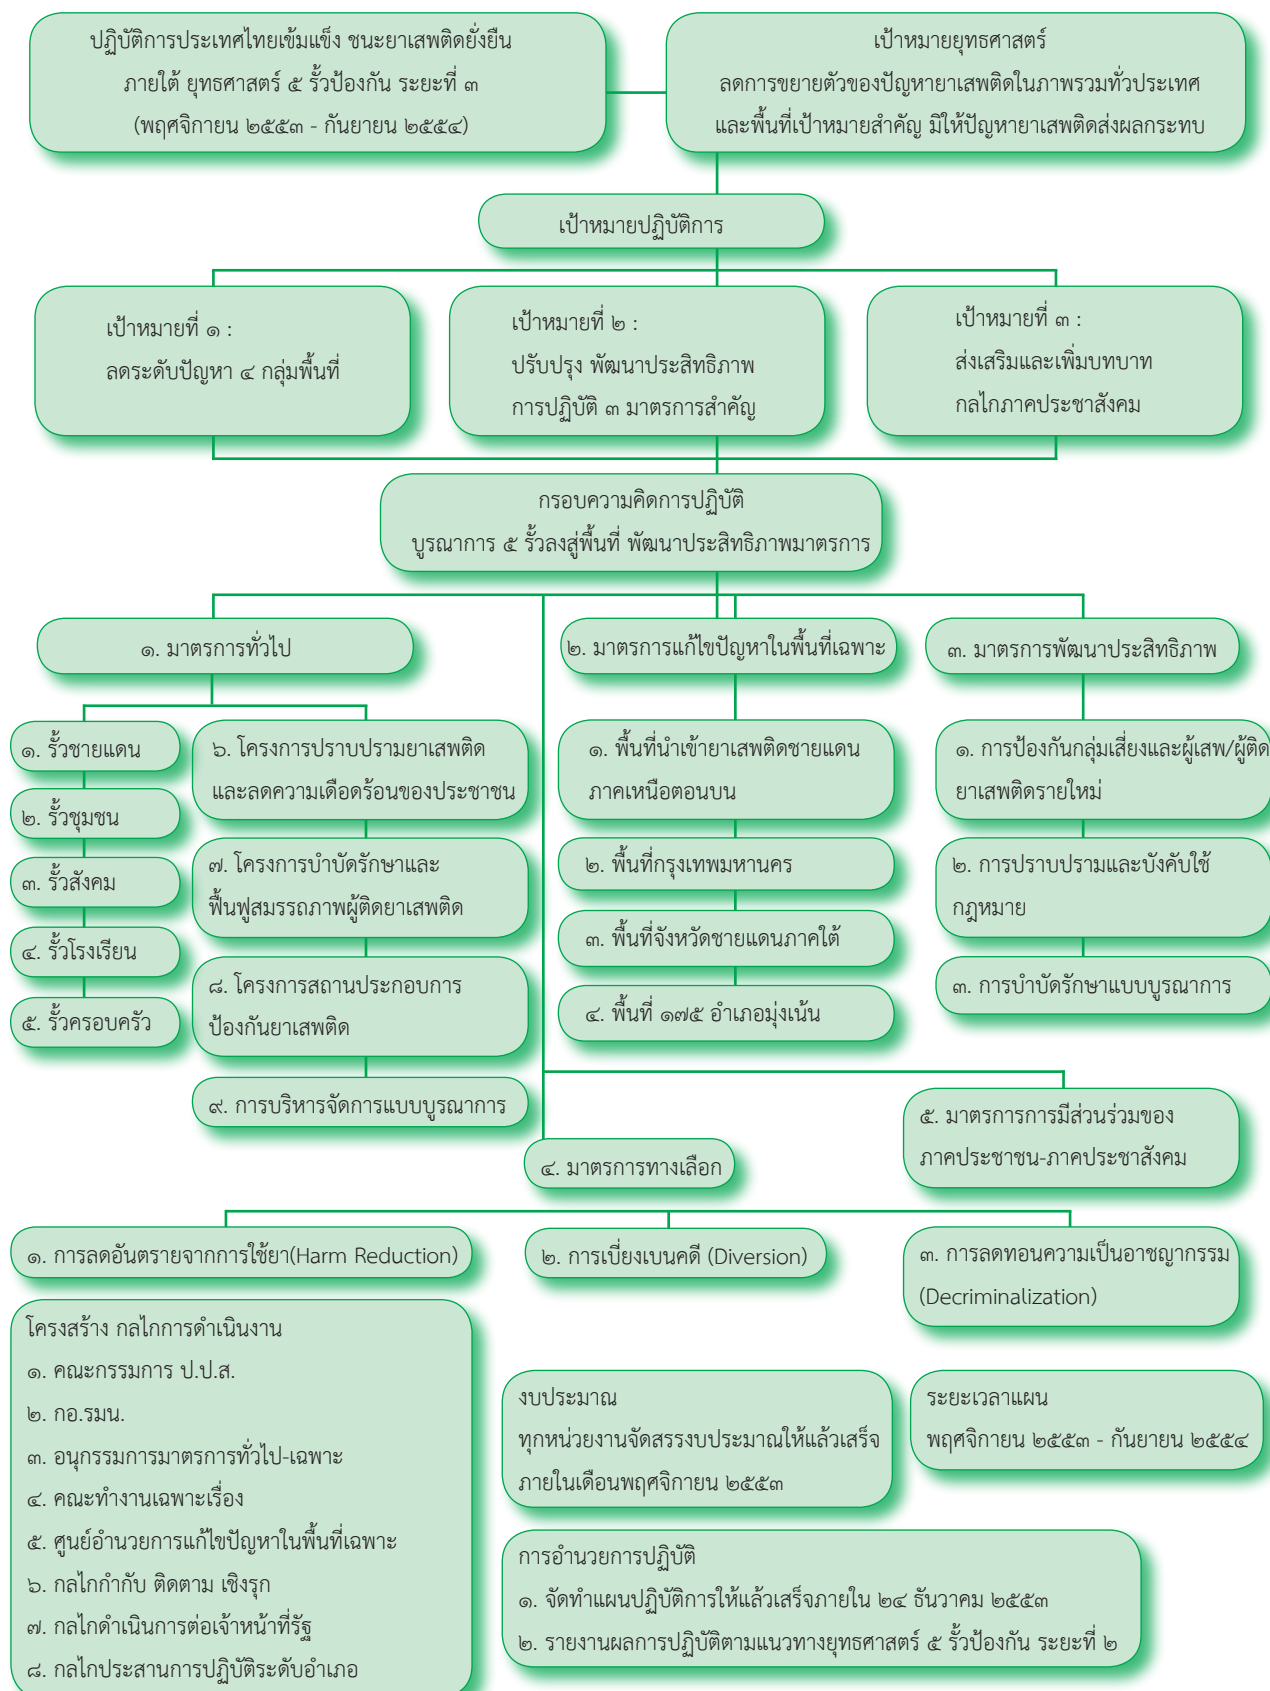 ปฏิบัติการประเทศไทยเข้มแข็ง ชนะยาเสพติดยั่งยืน
ภายใต้ ยุทธศาสตร์ ๕ รั้วป้องกัน ระยะที่ ๓
(พฤศจิกายน ๒๕๕๓ - กันยายน ๒๕๕๔)
เป้าหมายยุทธศาสตร์
ลดการขยายตัวของปัญหายาเสพติดในภาพรวมทั่วประเทศ
และพื้นที่เป้าหมายสำคัญ มิให้ปัญหายาเสพติดส่งผลกระทบ
เป้าหมายปฏิบัติการ
เป้าหมายที่ ๑ :
ลดระดับปัญหา ๔ กลุ่มพื้นที่
เป้าหมายที่ ๒ :
ปรับปรุง พัฒนาประสิทธิภาพ
การปฏิบัติ ๓ มาตรการสำคัญ
เป้าหมายที่ ๓ :
ส่งเสริมและเพิ่มบทบาท
กลไกภาคประชาสังคม
กรอบความคิดการปฏิบัติ
บูรณาการ ๕ รั้วลงสู่พื้นที่ พัฒนาประสิทธิภาพมาตรการ
๑. มาตรการทั่วไป
๑. รั้วชายแดน
๒. รั้วชุมชน
๓. รั้วสังคม
๔. รั้วโรงเรียน
๕. รั้วครอบครัว
๖. โครงการปราบปรามยาเสพติด
และลดความเดือดร้อนของประชาชน
๗. โครงการบำบัดรักษาและ
ฟื้นฟูสมรรถภาพผู้ติดยาเสพติด
๘. โครงการสถานประกอบการ
ป้องกันยาเสพติด
๙. การบริหารจัดการแบบบูรณาการ
๒. มาตรการแก้ไขปัญหาในพื้นที่เฉพาะ
๑. พื้นที่นำเข้ายาเสพติดชายแดน
ภาคเหนือตอนบน
๒. พื้นที่กรุงเทพมหานคร
๓. พื้นที่จังหวัดชายแดนภาคใต้
๔. พื้นที่ ๑๗๕ อำเภอมุ่งเน้น
๓. มาตรการพัฒนาประสิทธิภาพ
๑. การป้องกันกลุ่มเสี่ยงและผู้เสพ/ผู้ติด
ยาเสพติดรายใหม่
๒. การปราบปรามและบังคับใช้
กฎหมาย
๓. การบำบัดรักษาแบบบูรณาการ
๔. มาตรการทางเลือก
๕. มาตรการการมีส่วนร่วมของ
ภาคประชาชน-ภาคประชาสังคม
๑. การลดอันตรายจากการใช้ยา(Harm Reduction)
๒. การเบี่ยงเบนคดี (Diversion)
๓. การลดทอนความเป็นอาชญากรรม
(Decriminalization)
โครงสร้าง กลไกการดำเนินงาน
๑. คณะกรรมการ ป.ป.ส.
๒. กอ.รมน.
๓. อนุกรรมการมาตรการทั่วไป-เฉพาะ
๔. คณะทำงานเฉพาะเรื่อง
๕. ศูนย์อำนวยการแก้ไขปัญหาในพื้นที่เฉพาะ
๖. กลไกกำกับ ติดตาม เชิงรุก
๗. กลไกดำเนินการต่อเจ้าหน้าที่รัฐ
๘. กลไกประสานการปฏิบัติระดับอำเภอ
งบประมาณ
ทุกหน่วยงานจัดสรรงบประมาณให้แล้วเสร็จ
ภายในเดือนพฤศจิกายน ๒๕๕๓
ระยะเวลาแผน
พฤศจิกายน ๒๕๕๓ - กันยายน ๒๕๕๔
การอำนวยการปฏิบัติ
๑. จัดทำแผนปฏิบัติการให้แล้วเสร็จภายใน ๒๔ ธันวาคม ๒๕๕๓
๒. รายงานผลการปฏิบัติตามแนวทางยุทธศาสตร์ ๕ รั้วป้องกัน ระยะที่ ๒